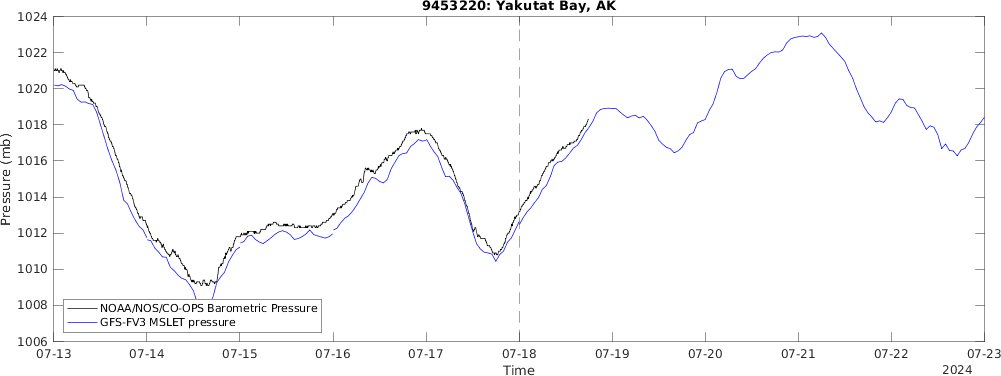 9453220: Yakutat Bay, AK
1024
1022
1020
1018
1016
1014
1012
1010
1008
1006
Pressure (mb)
NOAA/NOS/CO-OPS Barometric Pressure
GFS-FV3 MSLET pressure
07-13 07-14 07-15 07-16 07-17 07-18 07-19 07-20 07-21 07-22 07-23
Time
2024